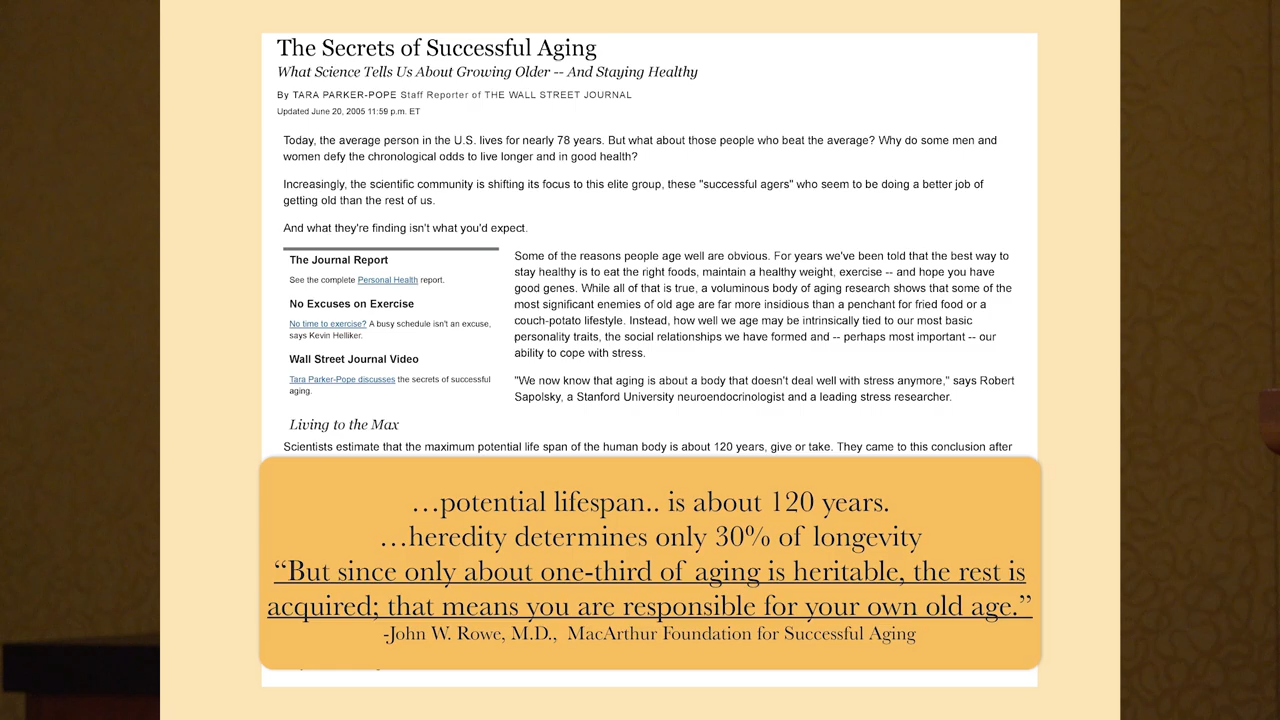 The Secrets of Successful Aging
What Science Tells Us About Growing Older -- And Staying Healthy
By TARA PARKER-POPE Staff Reporter of THE WALL STREET JOURNAL
Updated June 20, 2005 11:59 p.m. ET
Today, the average person in the U.S. lives for nearly 78 years. But what about those people who beat the average? Why do some men and
women defy the chronological odds to live longer and in good health?
Increasingly, the scientific community is shifting its focus to this elite group, these "successful agers" who seem to be doing a better job of
getting old than the rest of us.
And what they're finding isn't what you'd expect.
The Journal Report
See the complete Personal Health report.
No Excuses on Exercise
No time to exercise? A busy schedule isn't an excuse,
says Kevin Helliker.
Wall Street Journal Video
Tara Parker-Pope discusses the secrets of successful
aging.
Some of the reasons people age well are obvious. For years we've been told that the best way to
stay healthy is to eat the right foods, maintain a healthy weight, exercise -- and hope you have
good genes. While all of that is true, a voluminous body of aging research shows that some of the
most significant enemies of old age are far more insidious than a penchant for fried food or a
couch-potato lifestyle. Instead, how well we age may be intrinsically tied to our most basic
personality traits, the social relationships we have formed and -- perhaps most important -- our
ability to cope with stress.
"We now know that aging is about a body that doesn't deal well with stress anymore," says Robert
Sapolsky, a Stanford University neuroendocrinologist and a leading stress researcher.
Living to the Max
Scientists estimate that the maximum potential life span of the human body is about 120 years, give or take. They came to this conclusion after
…potential lifespan.. is about 120 years.
…heredity determines only 30% of longevity
“But since only about one-third of aging is heritable, the rest is
acquired; that means you are responsible for your own old age.”
-John W. Rowe, M.D., MacArthur Foundation for Successful Aging